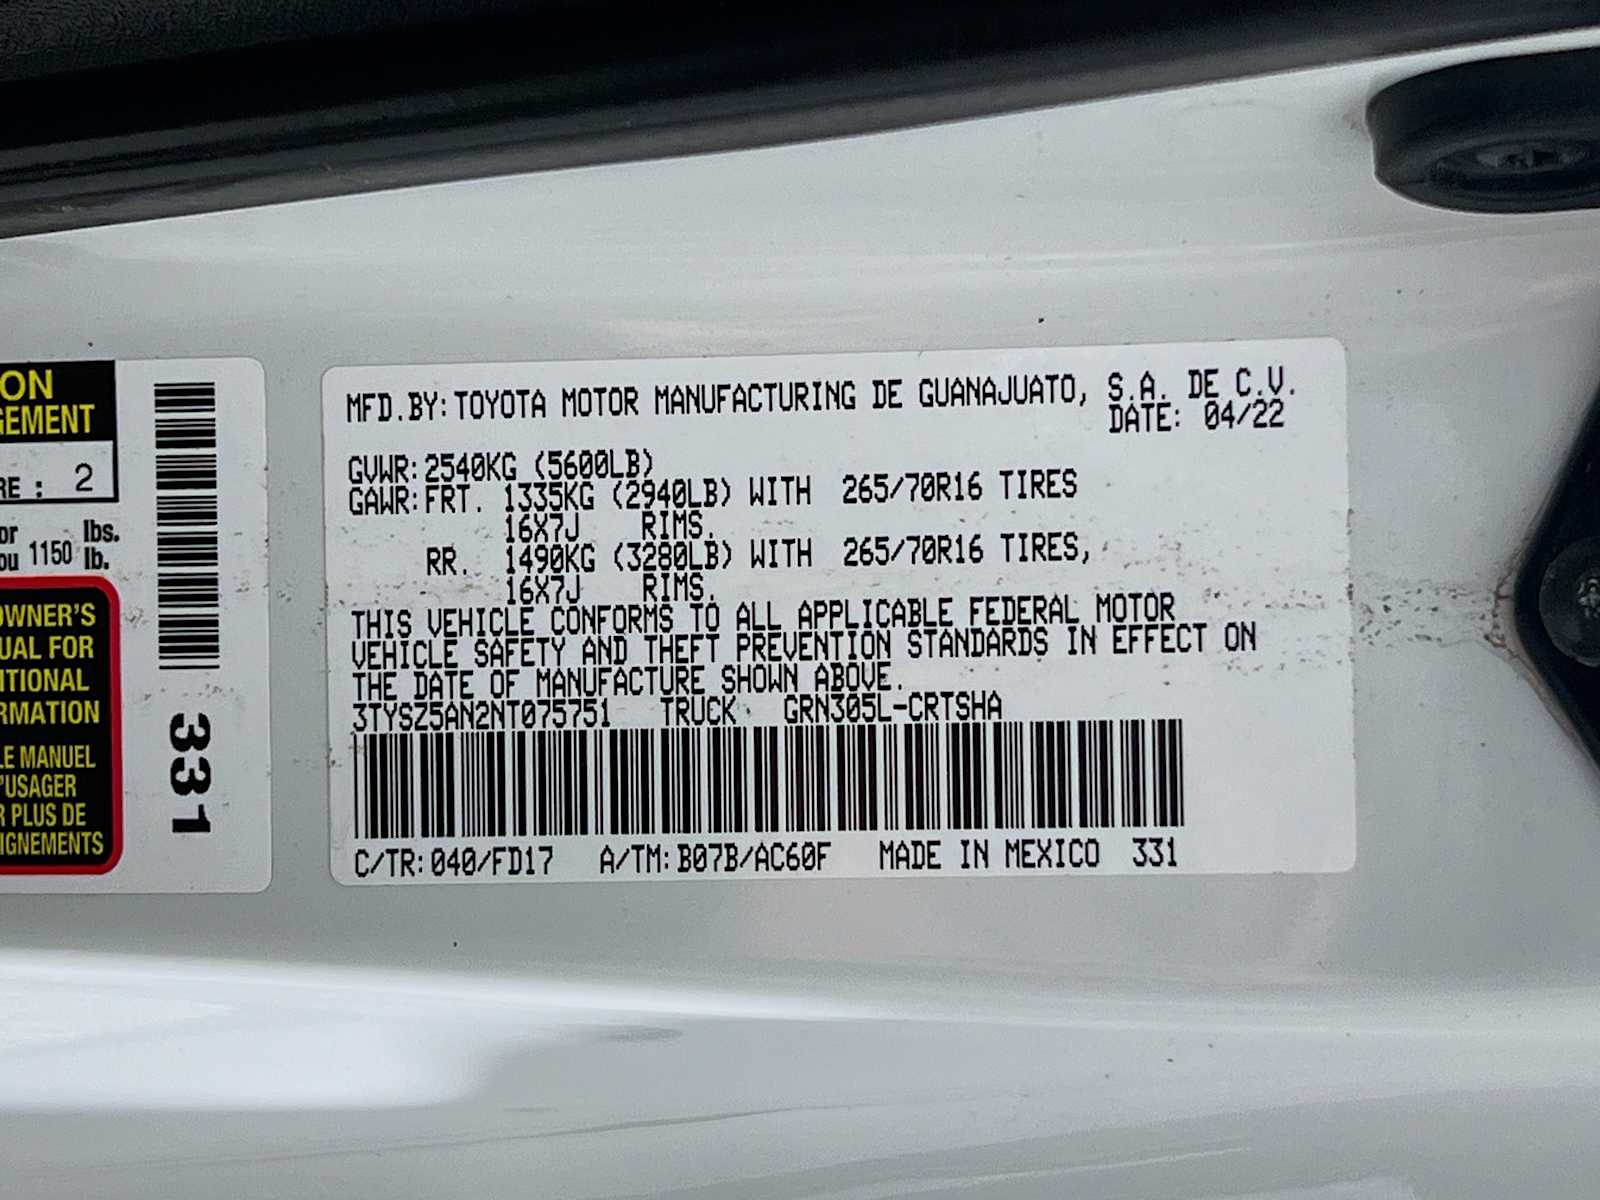 ON
GEMENT
RE : 2
or lbs.
ou 1150 lb.
OWNER'S
UAL FOR
ITIONAL
RMATION
LE MANUEL
'USAGER
R PLUS DE
IGNEMENTS
331
MFD.BY:TOYOTA MOTOR MANUFACTURING DE GUANAJUATO, S.A. DE C.V.
DATE: 04/22
GVWR:2540KG (5600LB)
GAWR:FRT. 1335KG (2940LB) WITH 265/70R16 TIRES
16X7J RIMS.
RR. 1490KG (3280LB) WITH 265/70R16 TIRES,
16X7J RIMS.
THIS VEHICLE CONFORMS TO ALL APPLICABLE FEDERAL MOTOR
VEHICLE SAFETY AND THEFT PREVENTION STANDARDS IN EFFECT ON
THE DATE OF MANUFACTURE SHOWN ABOVE.
3TYSZ5AN2NT075751 TRUCK GRN305L-CRTSHA
C/TR:040/FD17 A/TM:B07B/AC60F MADE IN MEXICO 331